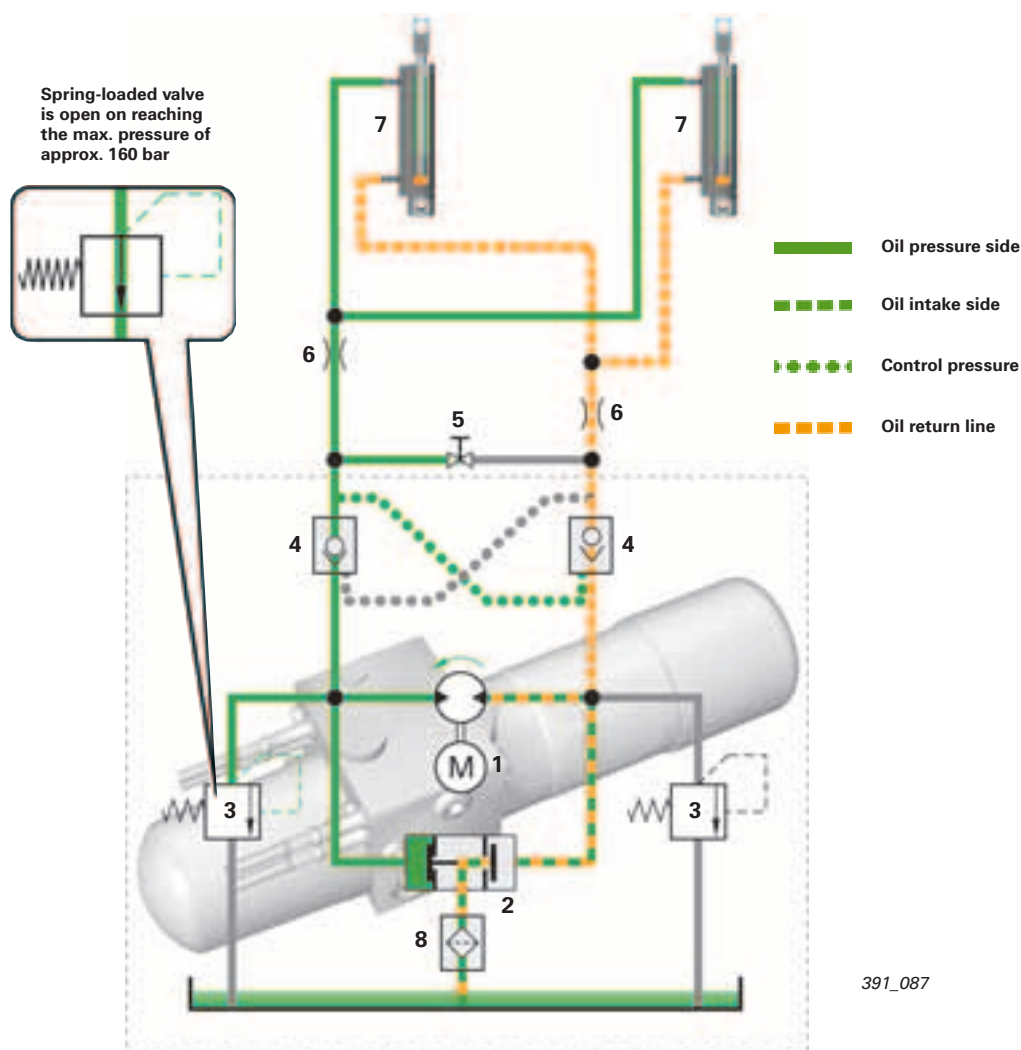 Spring-loaded valve
is open on reaching
the max. pressure of
approx. 160 bar
7
7
Oil pressure side
Oil intake side
6
Control pressure
5
6
Oil return line
4
4
1
M
3
3
2
8
391_087